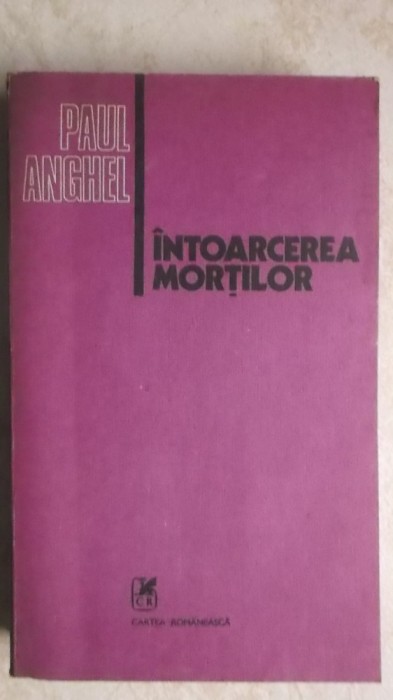 PAUL
ANGHEL
ÎNTOARCEREA
MORȚILOR
CR
CARTEA ROMÂNEASCĂ